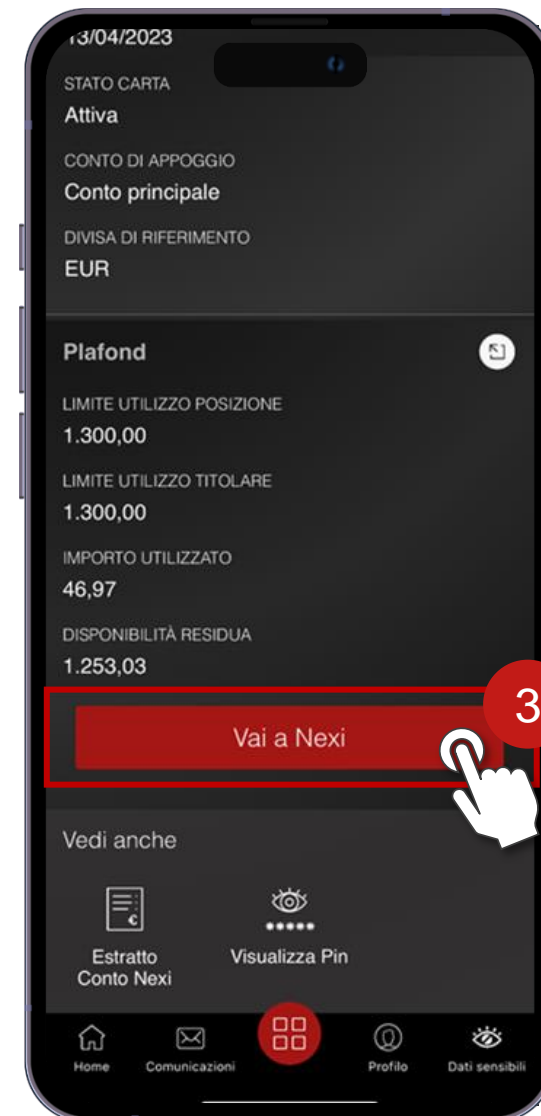 13/04/2023
STATO CARTA
Attiva
CONTO DI APPOGGIO
Conto principale
DIVISA DI RIFERIMENTO
EUR
Plafond
LIMITE UTILIZZO POSIZIONE
1.300,00
LIMITE UTILIZZO TITOLARE
1.300,00
IMPORTO UTILIZZATO
46,97
DISPONIBILITÀ RESIDUA
1.253,03
3
Vai a Nexi
Vedi anche
Estratto
Conto Nexi
Visualizza Pin
Home
Comunicazioni
Profilo
Dati sensibili